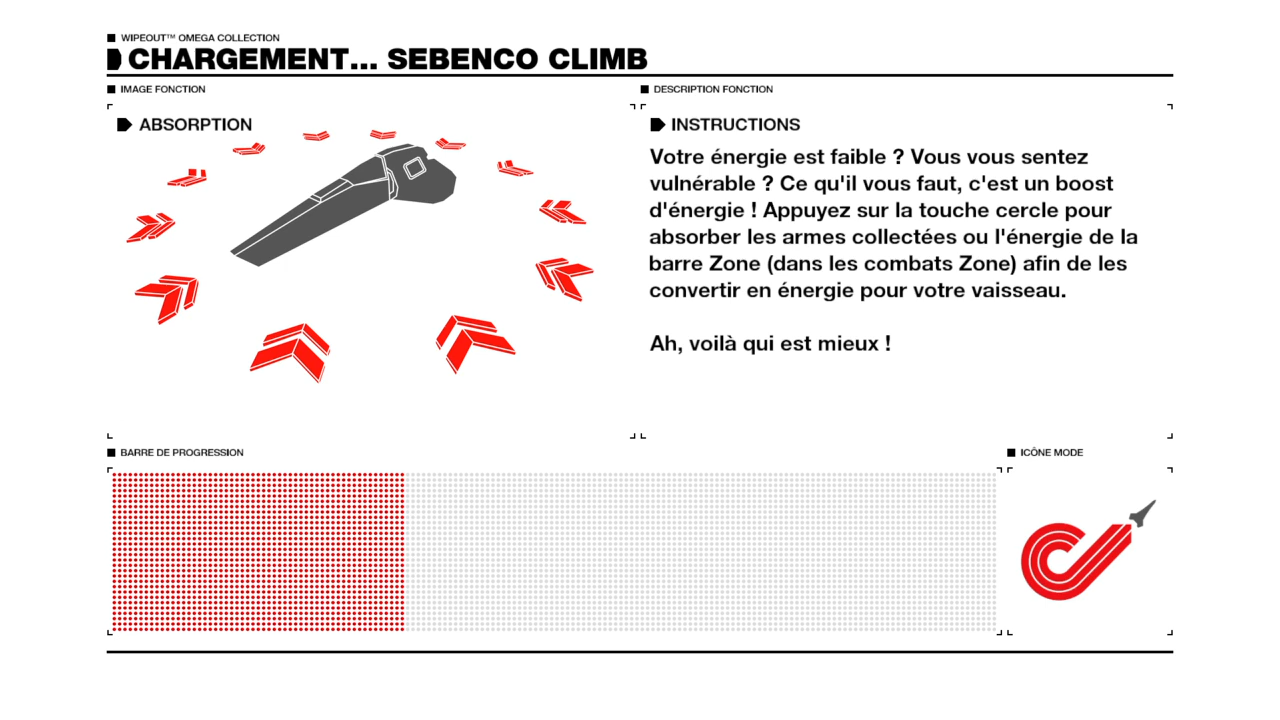 WIPEOUT™ OMEGA COLLECTION
CHARGEMENT... SEBENCO CLIMB
IMAGE FONCTION
ABSORPTION
DESCRIPTION FONCTION
INSTRUCTIONS
Votre énergie est faible ? Vous vous sentez
vulnérable ? Ce qu'il vous faut, c'est un boost
d'énergie ! Appuyez sur la touche cercle pour
absorber les armes collectées ou l'énergie de la
barre Zone (dans les combats Zone) afin de les
convertir en énergie pour votre vaisseau.
Ah, voilà qui est mieux !
BARRE DE PROGRESSION
ICÔNE MODE